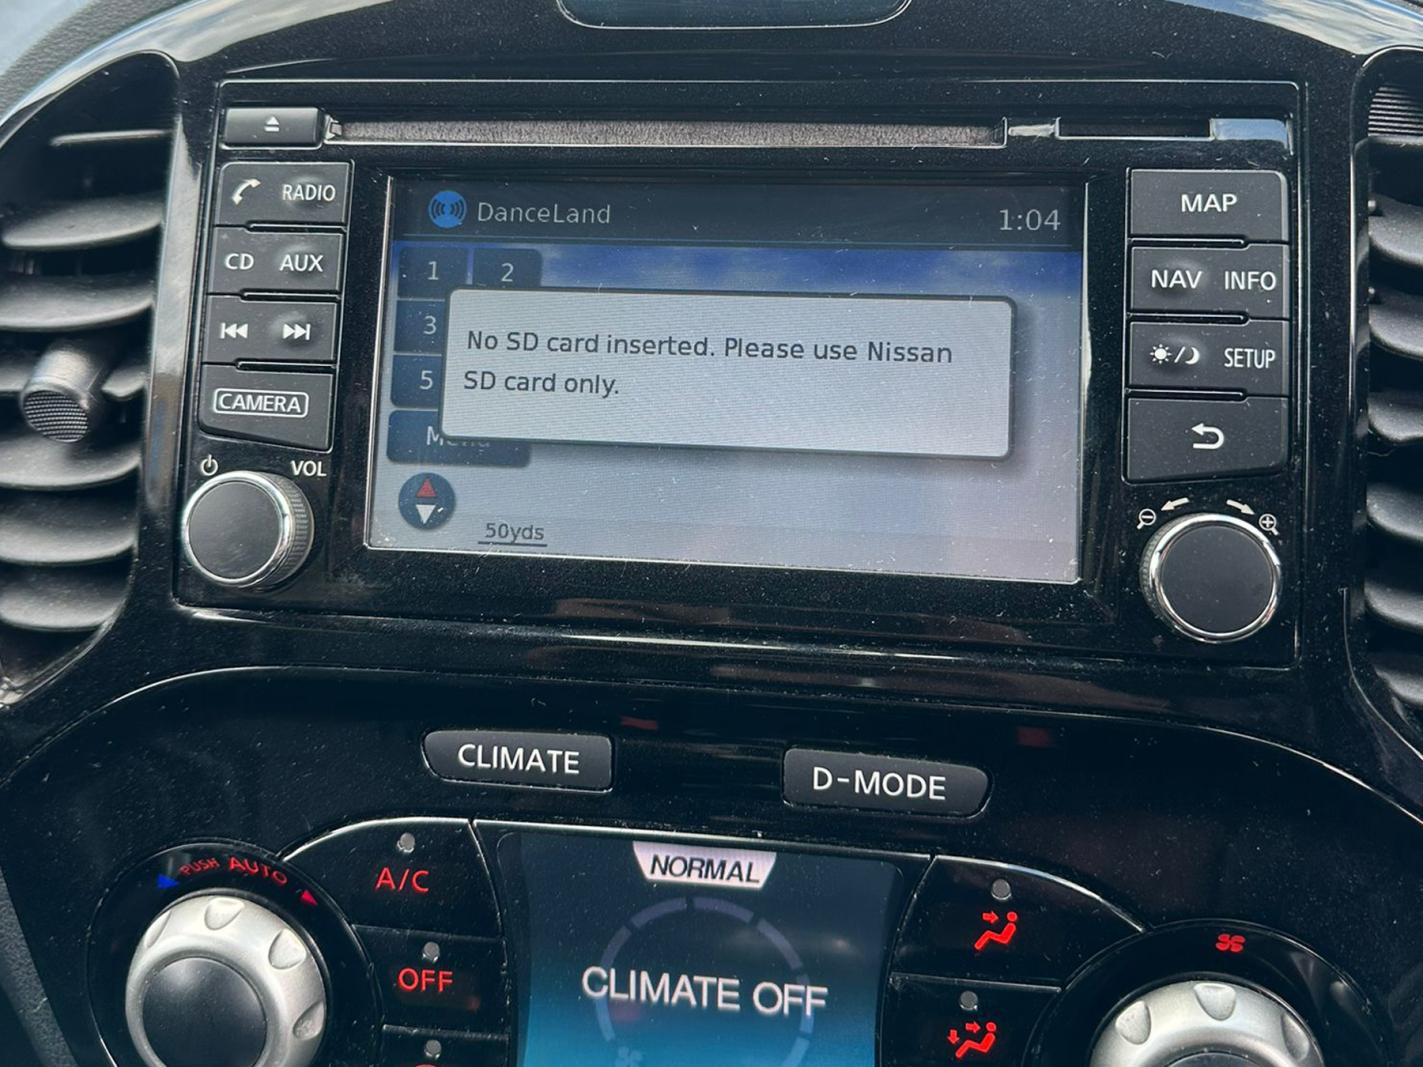 RADIO
CD AUX
CAMERA
VOL
DanceLand
1:04
1 2
3
5
No SD card inserted. Please use Nissan
SD card only.
50yds
MAP
NAV INFO
SETUP
CLIMATE
D-MODE
PUSH AUTO
A/C
OFF
NORMAL
CLIMATE OFF